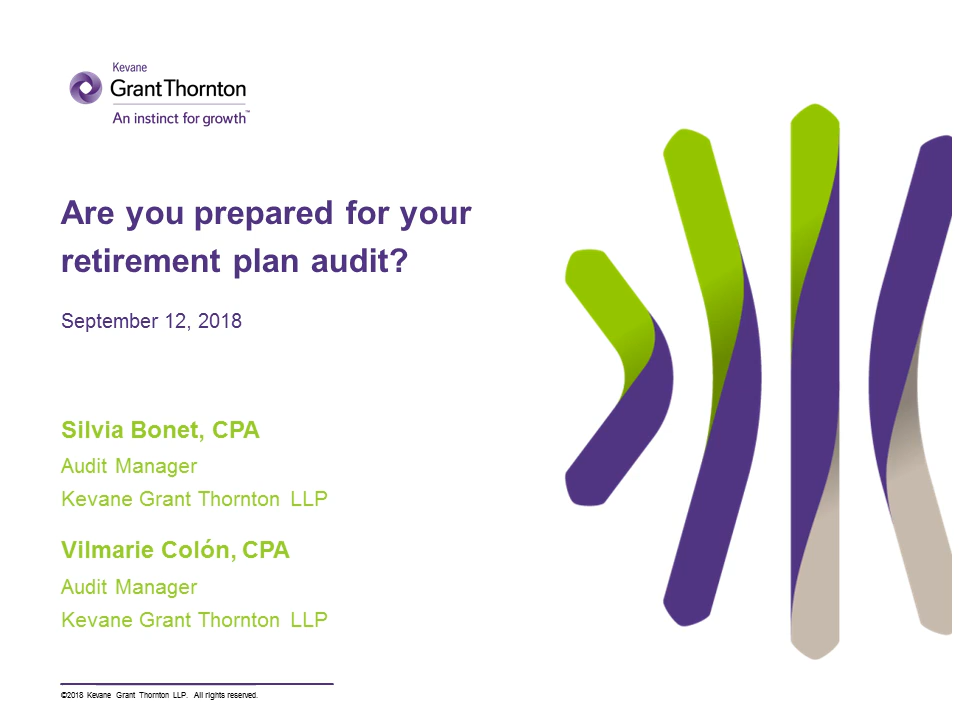 Kevane
Grant Thornton
An instinct for growth™
Are you prepared for your
retirement plan audit?
September 12, 2018
Silvia Bonet, CPA
Audit Manager
Kevane Grant Thornton LLP
Vilmarie Colón, CPA
Audit Manager
Kevane Grant Thornton LLP
©2018 Kevane Grant Thornton LLP. All rights reserved.